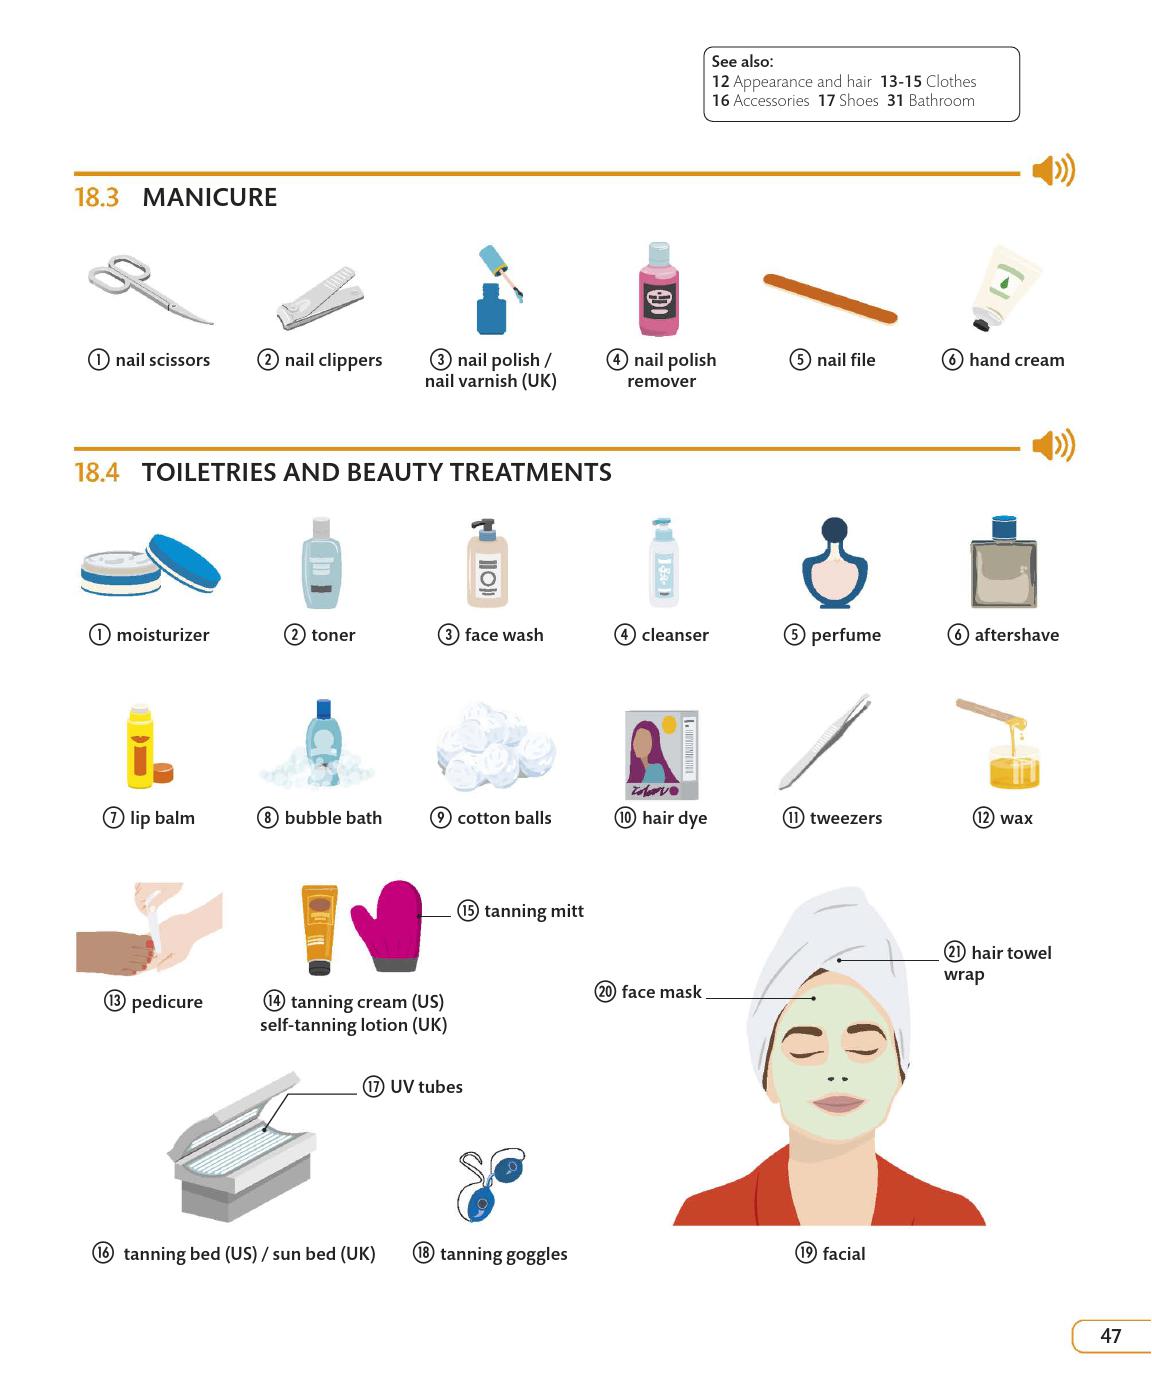 See also:
12 Appearance and hair 13-15 Clothes
16 Accessories 17 Shoes 31 Bathroom
18.3 MANICURE
1 nail scissors
2 nail clippers
3 nail polish /
nail varnish (UK)
4 nail polish
remover
5 nail file
6 hand cream
18.4 TOILETRIES AND BEAUTY TREATMENTS
1 moisturizer
2 toner
3 face wash
4 cleanser
5 perfume
6 aftershave
7 lip balm
8 bubble bath
9 cotton balls
10 hair dye
11 tweezers
12 wax
13 pedicure
14 tanning cream (US)
self-tanning lotion (UK)
15 tanning mitt
16 tanning bed (US) / sun bed (UK)
17 UV tubes
18 tanning goggles
19 facial
20 face mask
21 hair towel
wrap
47